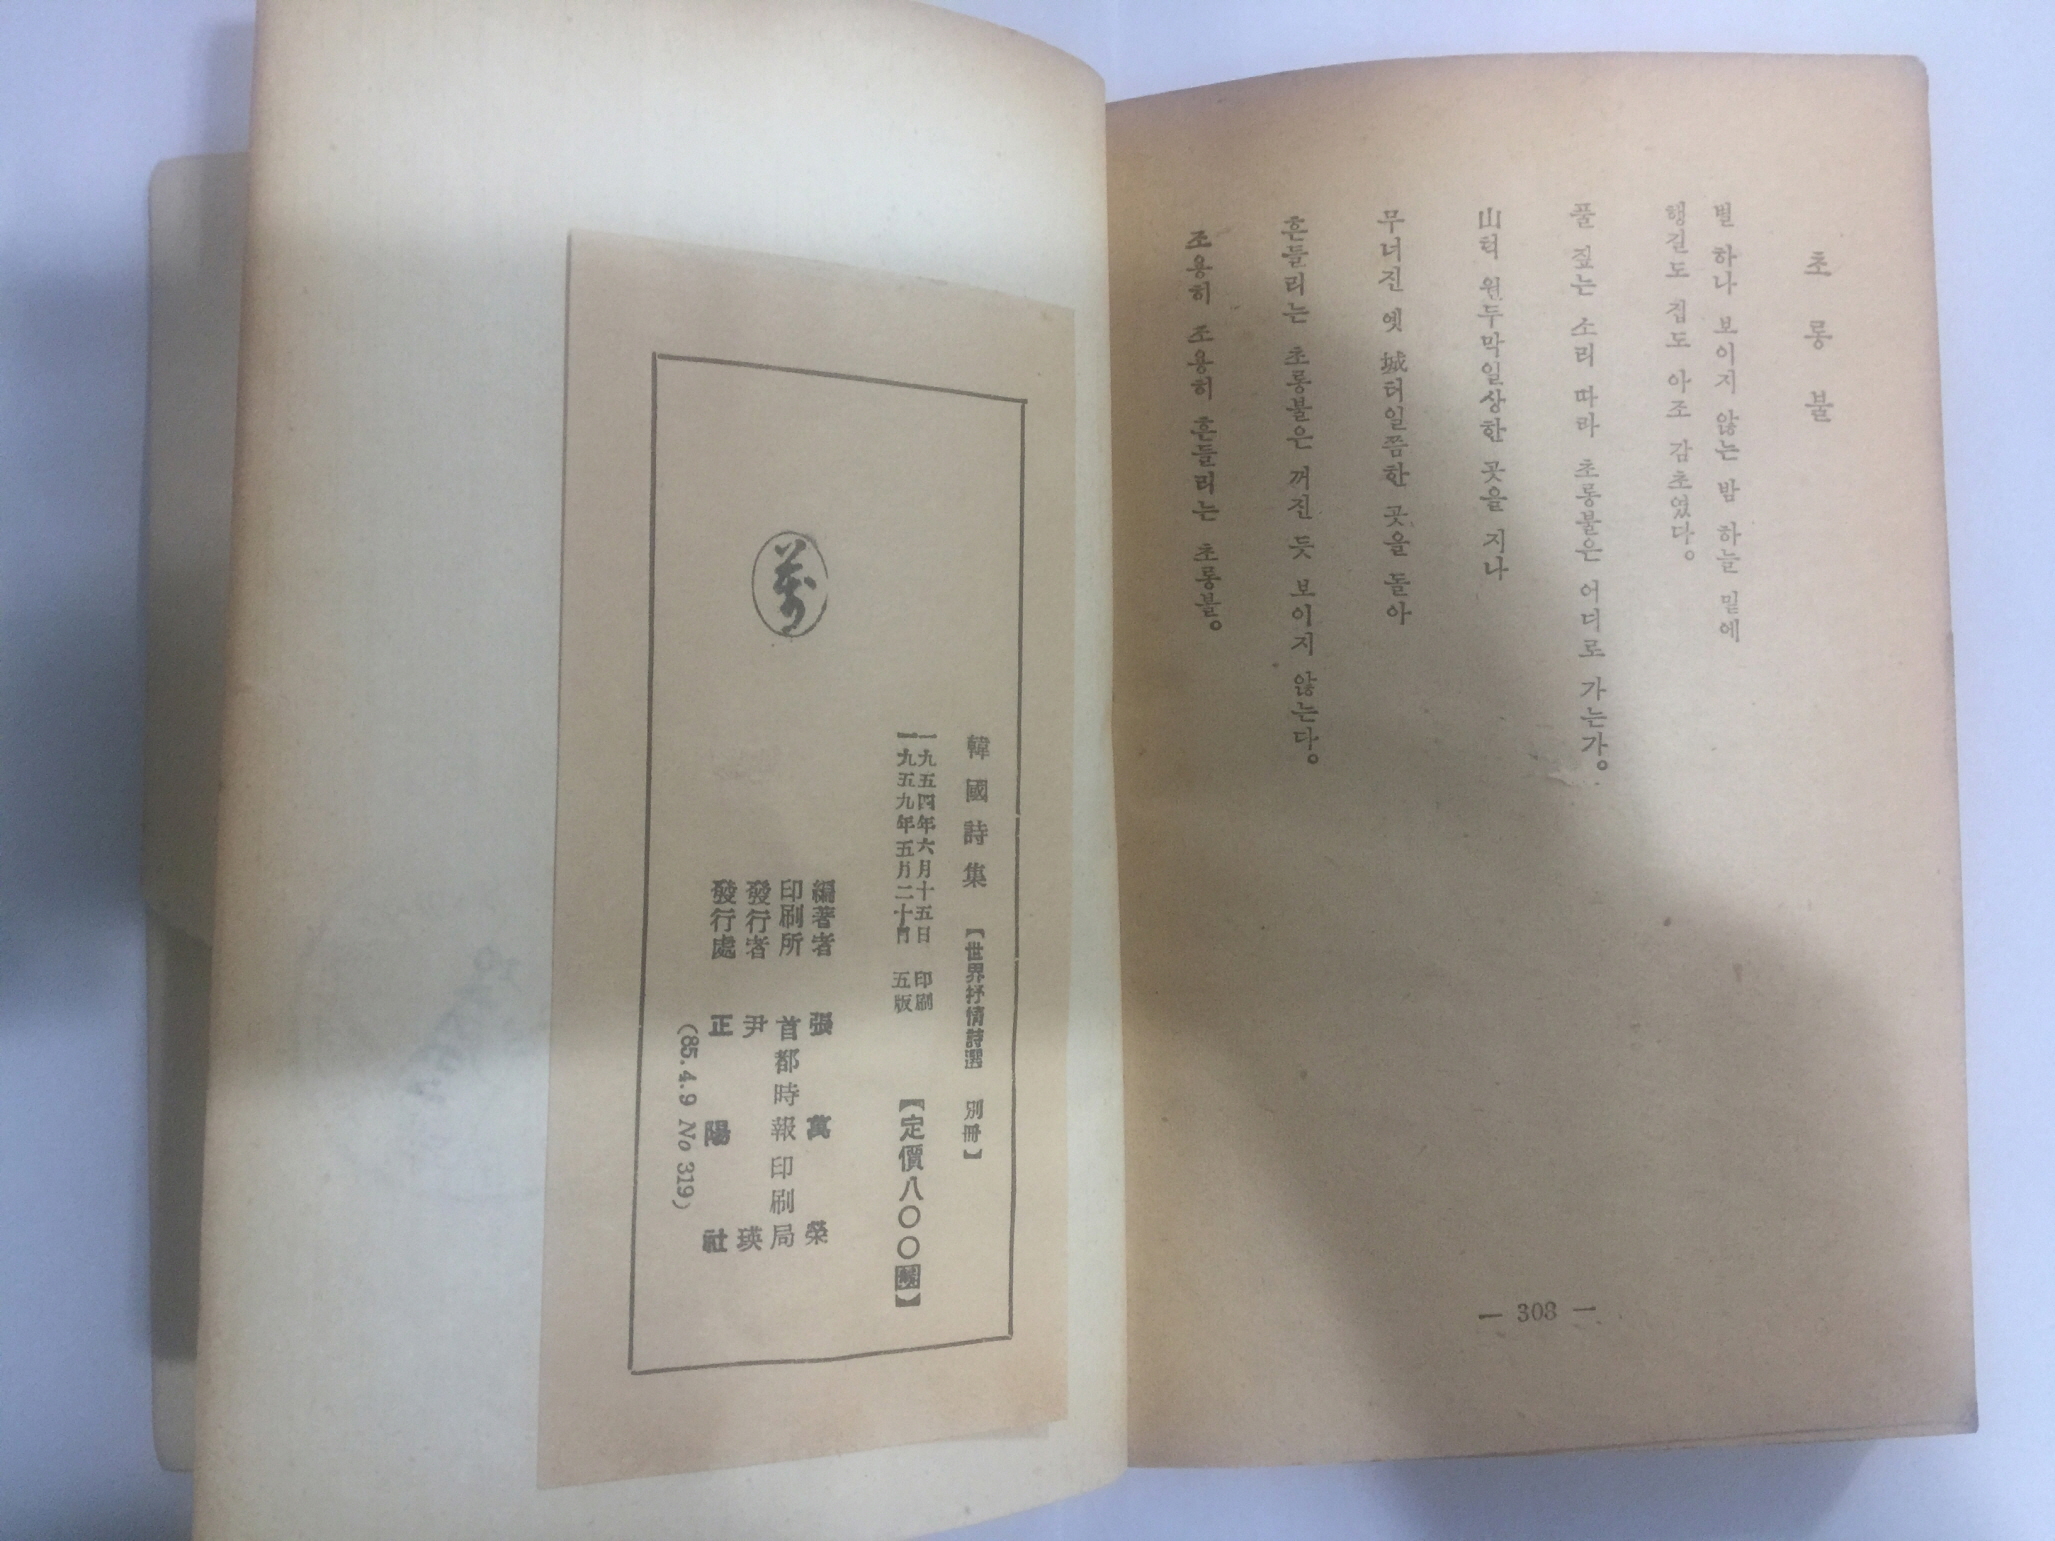 초롱불
별 하나 보이지 않는 밤 하늘 밑에
행길도 집도 아조 감초였다。
풀 짚는 소리 따라 초롱불은 어디로 가는가。
山턱 원두막일상한 곳을 지나
무너진 옛 城터일쯤한 곳을 돌아
흔들리는 초롱불은 꺼진 듯 보이지 않는다。
조용히 조용히 흔들리는 초롱불。
— 308 —
韓國詩集 【世界抒情詩選 別冊】
一九五四年六月十五日 印刷
一九五九年五月二十日 五版
【定價八〇〇圜】
編著者 張萬榮
印刷所 首都時報印刷局
發行者 尹瑛
發行處 正陽社
(85.4.9 No 319)
萬